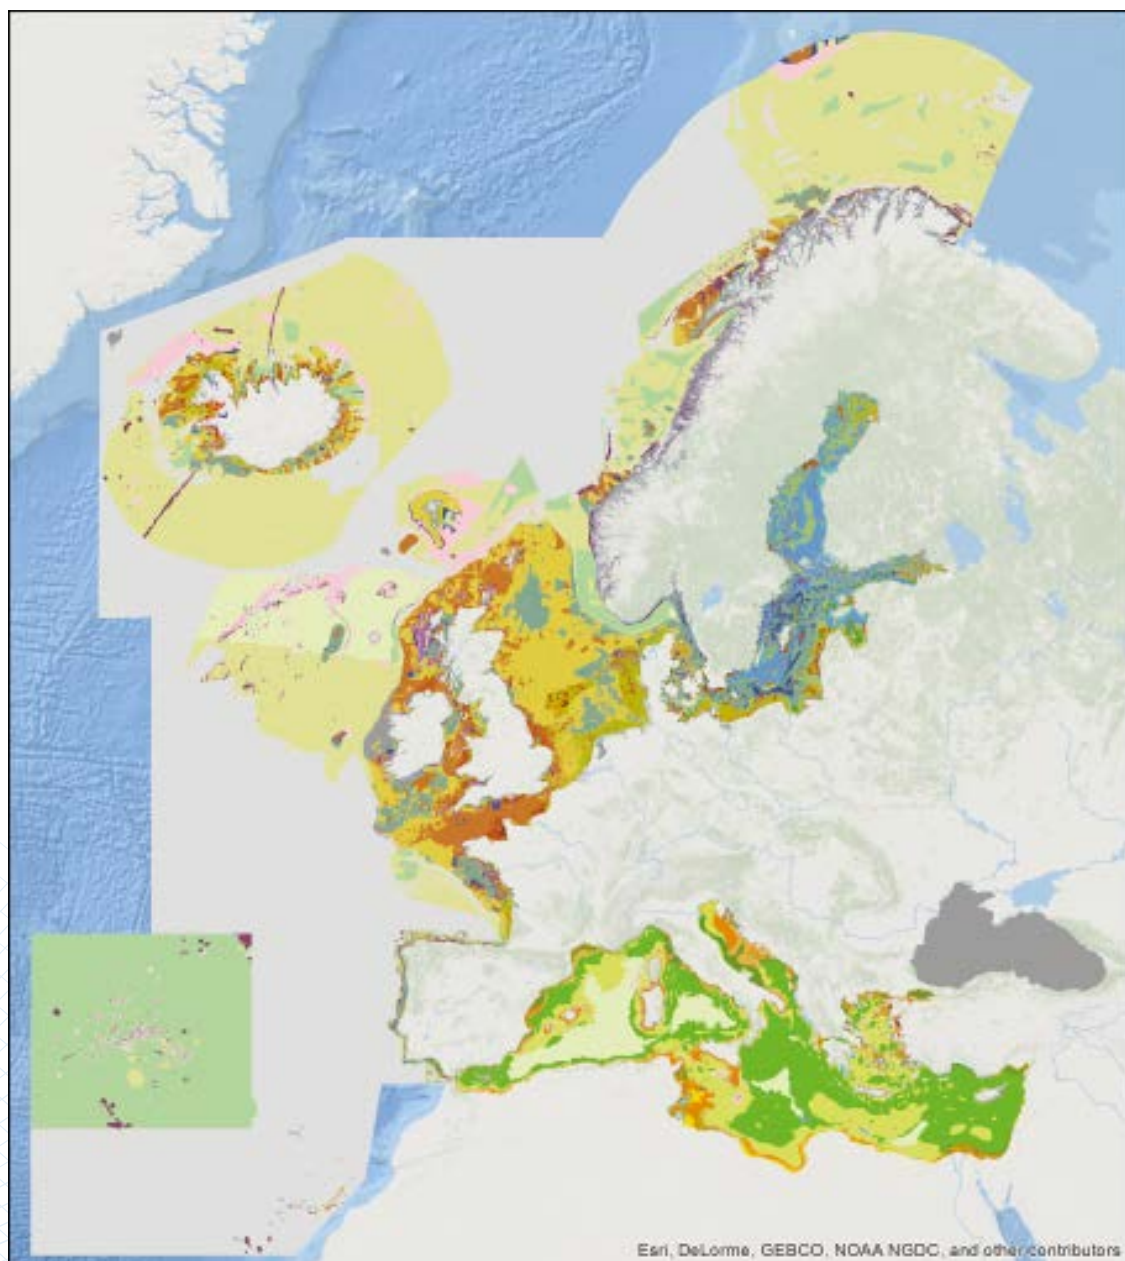 Esri, DeLorme, GEBCO, NOAA NGDC, and other contributors